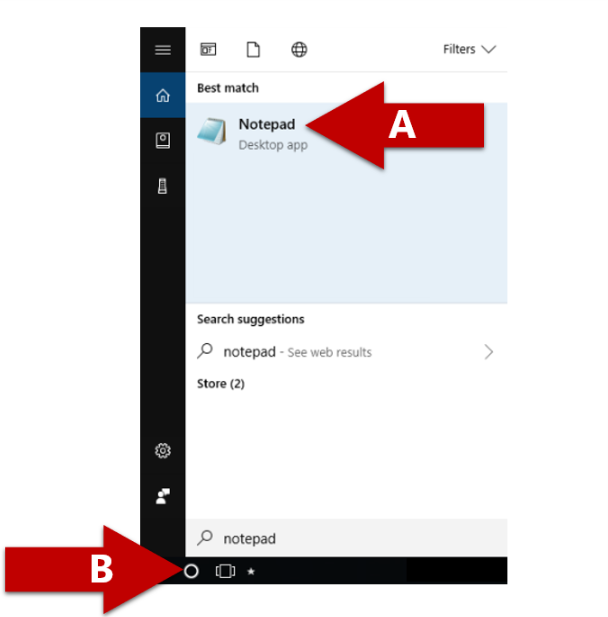 Filters
Best match
Notepad
Desktop app
A
Search suggestions
notepad - See web results
Store (2)
notepad
B